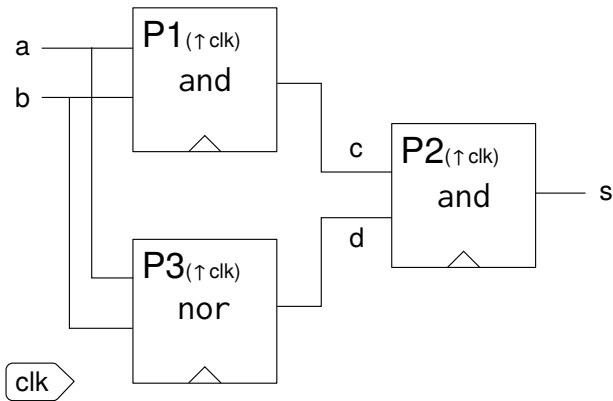 a
P1(↑ clk)
and
b
c
P2(↑ clk)
and
s
d
P3(↑ clk)
nor
clk